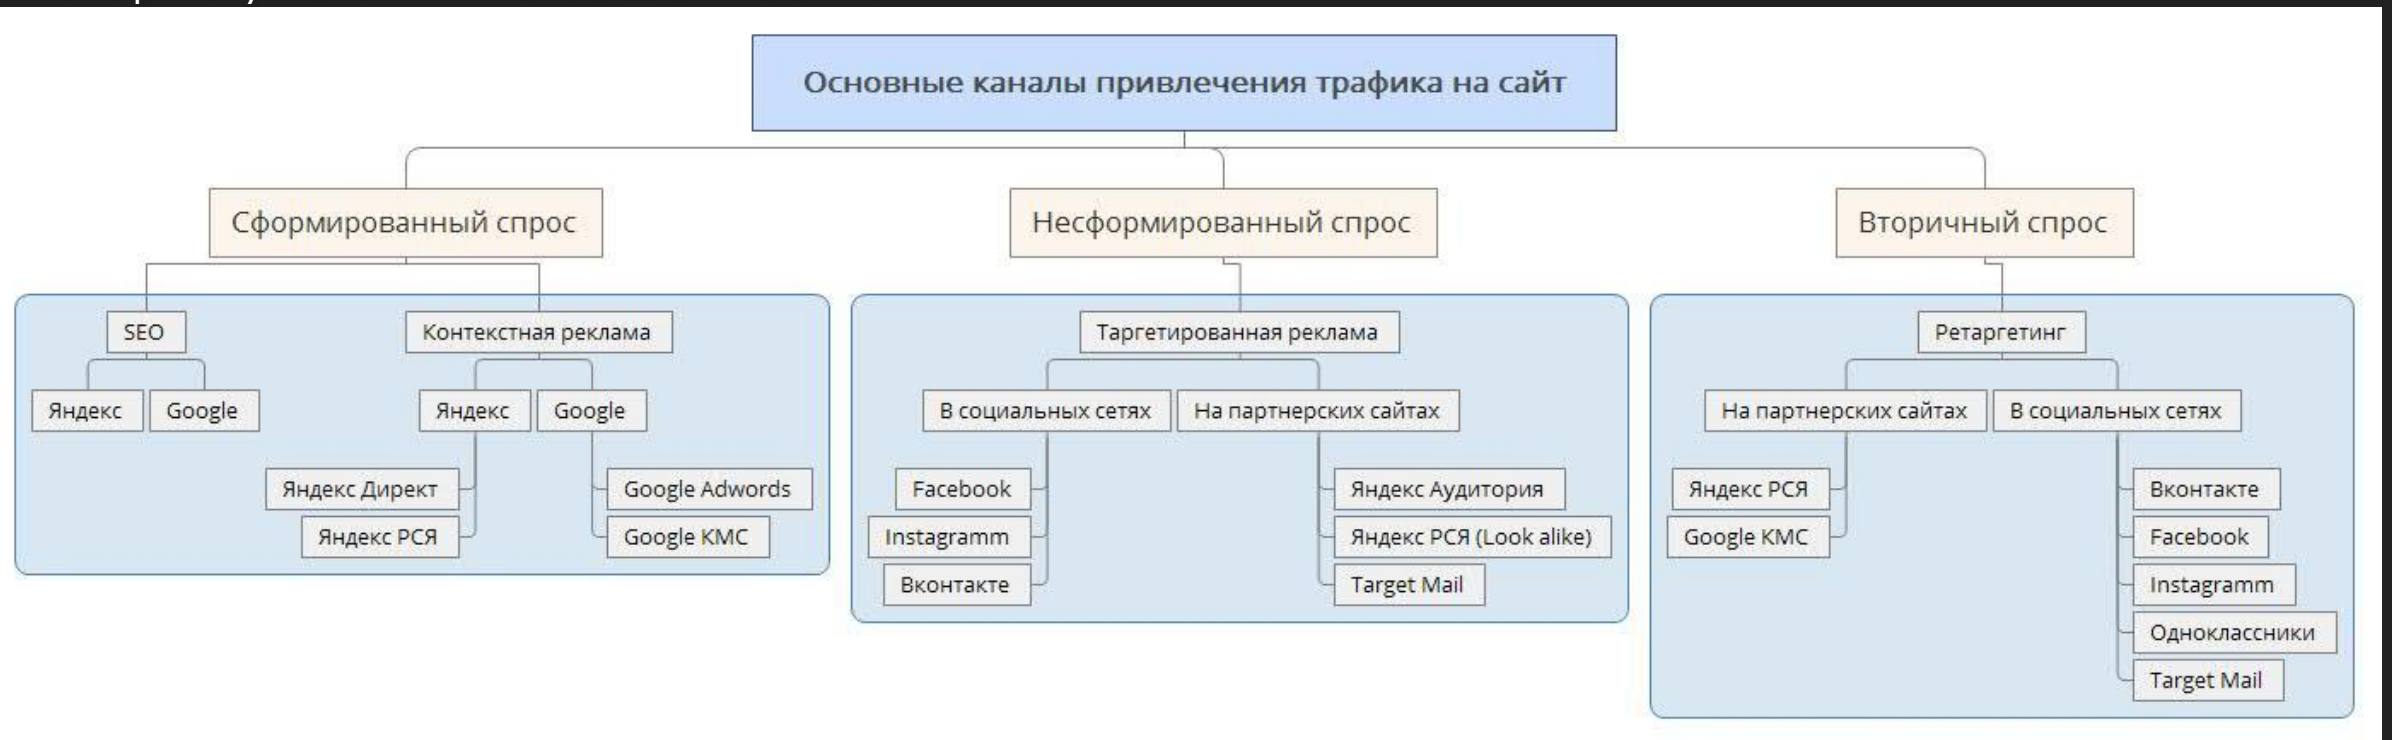 Основные каналы привлечения трафика на сайт
Сформированный спрос
Несформированный спрос
Вторичный спрос
SEO
Контекстная реклама
Таргетированная реклама
Ретаргетинг
Яндекс
Google
Яндекс
Google
В социальных сетях
На партнерских сайтах
На партнерских сайтах
В социальных сетях
Яндекс Директ
Google Adwords
Facebook
Яндекс Аудитория
Яндекс РСЯ
Вконтакте
Яндекс РСЯ
Google КМС
Instagramm
Яндекс РСЯ (Look alike)
Google КМС
Facebook
Вконтакте
Target Mail
Instagramm
Одноклассники
Target Mail